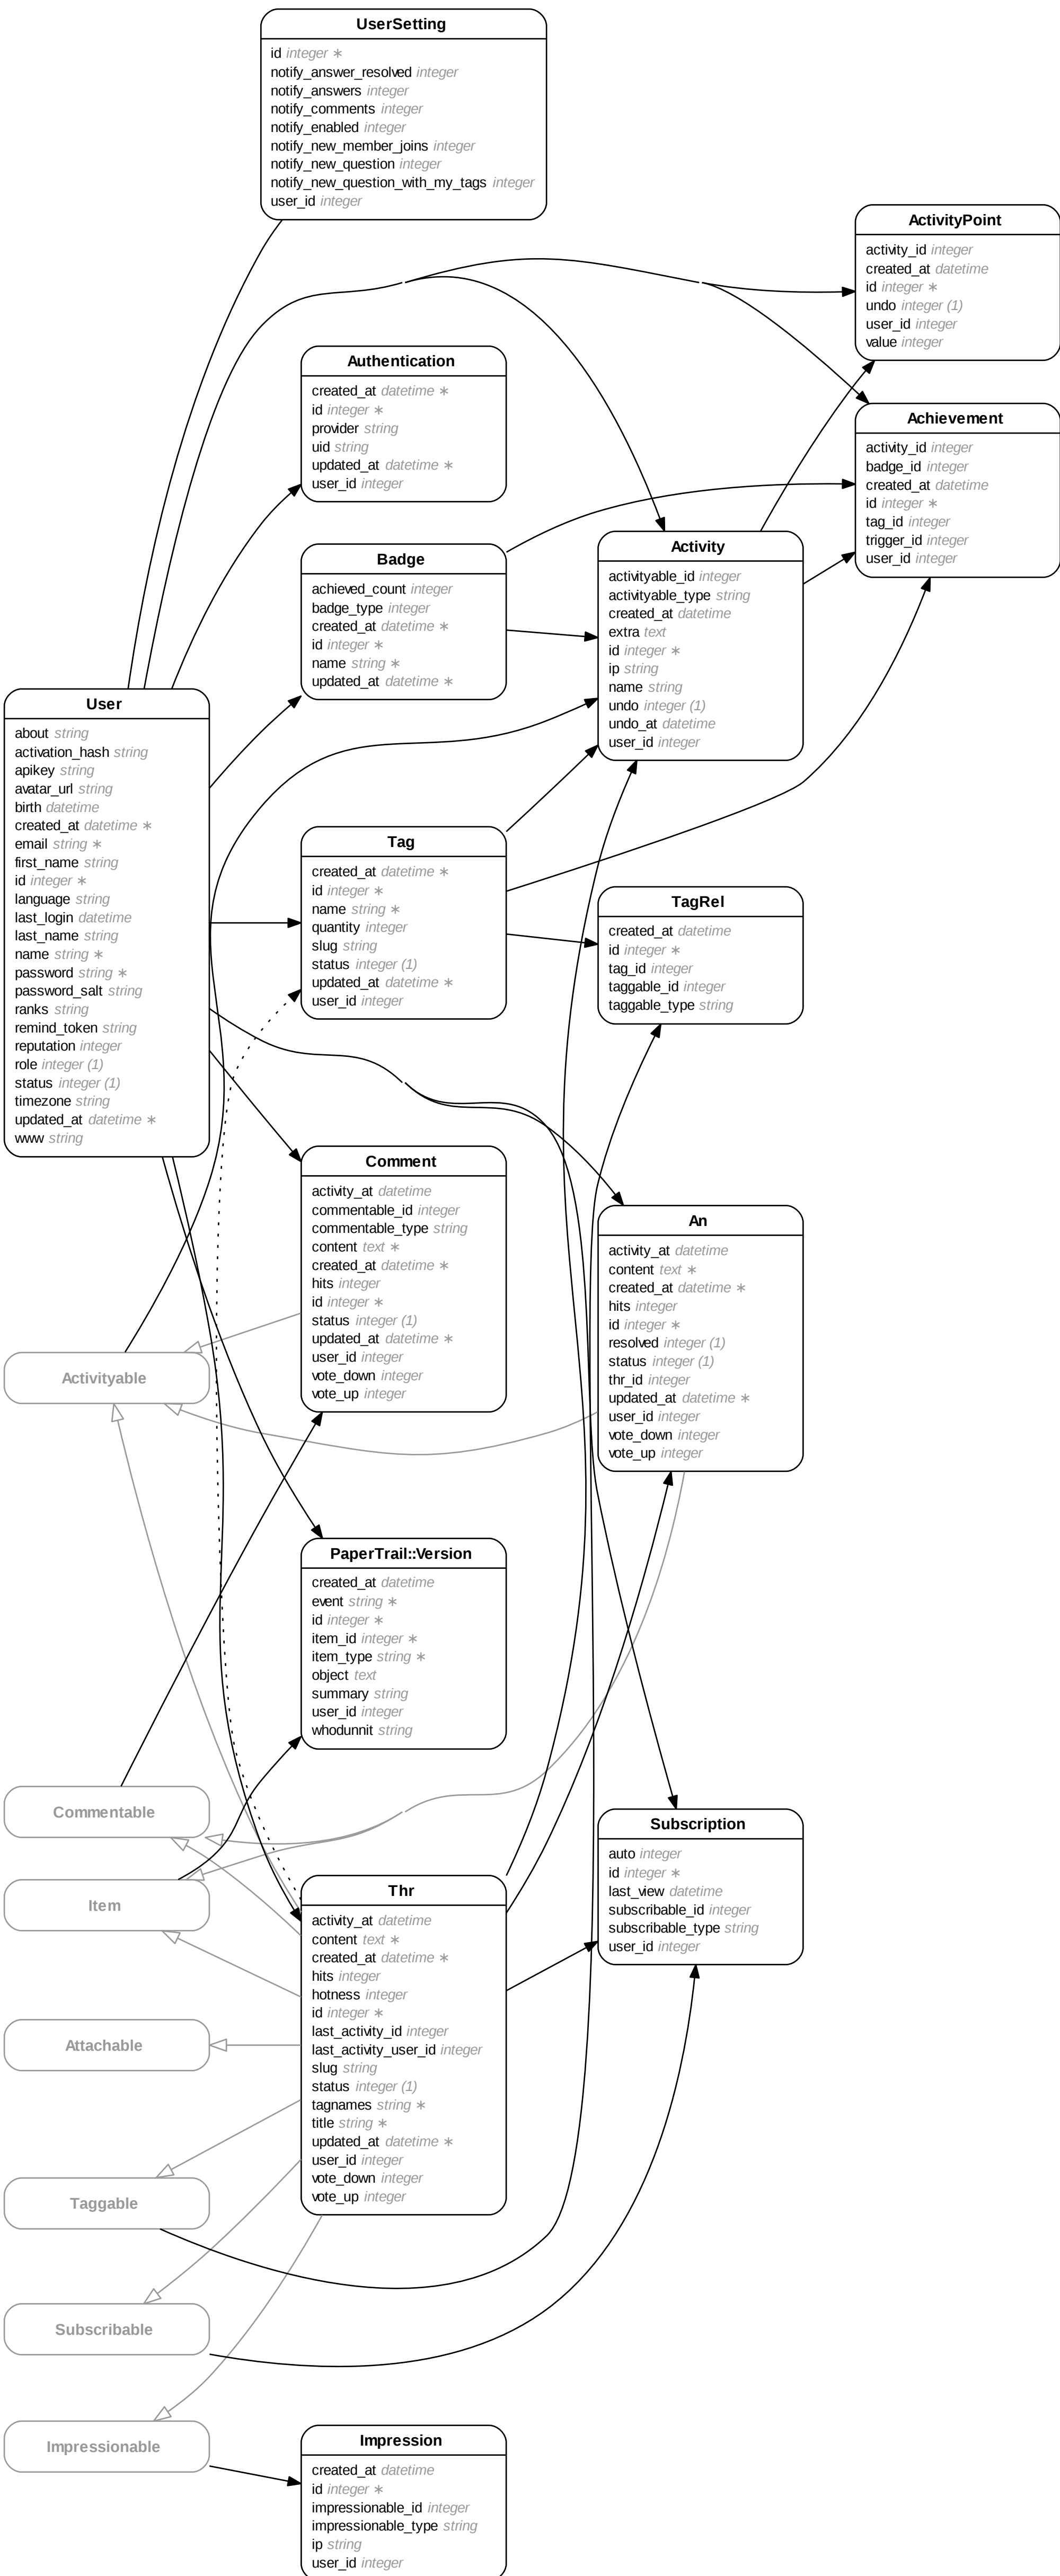 UserSetting
id integer ∗
notify_answer_resolved integer
notify_answers integer
notify_comments integer
notify_enabled integer
notify_new_member_joins integer
notify_new_question integer
notify_new_question_with_my_tags integer
user_id integer
ActivityPoint
activity_id integer
created_at datetime
id integer ∗
undo integer (1)
user_id integer
value integer
Authentication
created_at datetime ∗
id integer ∗
provider string
uid string
updated_at datetime ∗
user_id integer
Achievement
activity_id integer
badge_id integer
created_at datetime
id integer ∗
tag_id integer
trigger_id integer
user_id integer
Badge
achieved_count integer
badge_type integer
created_at datetime ∗
id integer ∗
name string ∗
updated_at datetime ∗
Activity
activityable_id integer
activityable_type string
created_at datetime
extra text
id integer ∗
ip string
name string
undo integer (1)
undo_at datetime
user_id integer
User
about string
activation_hash string
apikey string
avatar_url string
birth datetime
created_at datetime ∗
email string ∗
first_name string
id integer ∗
language string
last_login datetime
last_name string
name string ∗
password string ∗
password_salt string
ranks string
remind_token string
reputation integer
role integer (1)
status integer (1)
timezone string
updated_at datetime ∗
www string
Tag
created_at datetime ∗
id integer ∗
name string ∗
quantity integer
slug string
status integer (1)
updated_at datetime ∗
user_id integer
TagRel
created_at datetime
id integer ∗
tag_id integer
taggable_id integer
taggable_type string
Comment
activity_at datetime
commentable_id integer
commentable_type string
content text ∗
created_at datetime ∗
hits integer
id integer ∗
status integer (1)
updated_at datetime ∗
user_id integer
vote_down integer
vote_up integer
An
activity_at datetime
content text ∗
created_at datetime ∗
hits integer
id integer ∗
resolved integer (1)
status integer (1)
thr_id integer
updated_at datetime ∗
user_id integer
vote_down integer
vote_up integer
Activityable
PaperTrail::Version
created_at datetime
event string ∗
id integer ∗
item_id integer ∗
item_type string ∗
object text
summary string
user_id integer
whodunnit string
Commentable
Item
Subscription
auto integer
id integer ∗
last_view datetime
subscribable_id integer
subscribable_type string
user_id integer
Thr
activity_at datetime
content text ∗
created_at datetime ∗
hits integer
hotness integer
id integer ∗
last_activity_id integer
last_activity_user_id integer
slug string
status integer (1)
tagnames string ∗
title string ∗
updated_at datetime ∗
user_id integer
vote_down integer
vote_up integer
Attachable
Taggable
Subscribable
Impressionable
Impression
created_at datetime
id integer ∗
impressionable_id integer
impressionable_type string
ip string
user_id integer